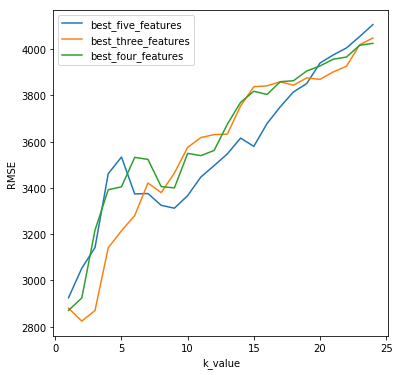 best_five_features
best_three_features
best_four_features
RMSE
4000
3800
3600
3400
3200
3000
2800
0 5 10 15 20 25
k_value